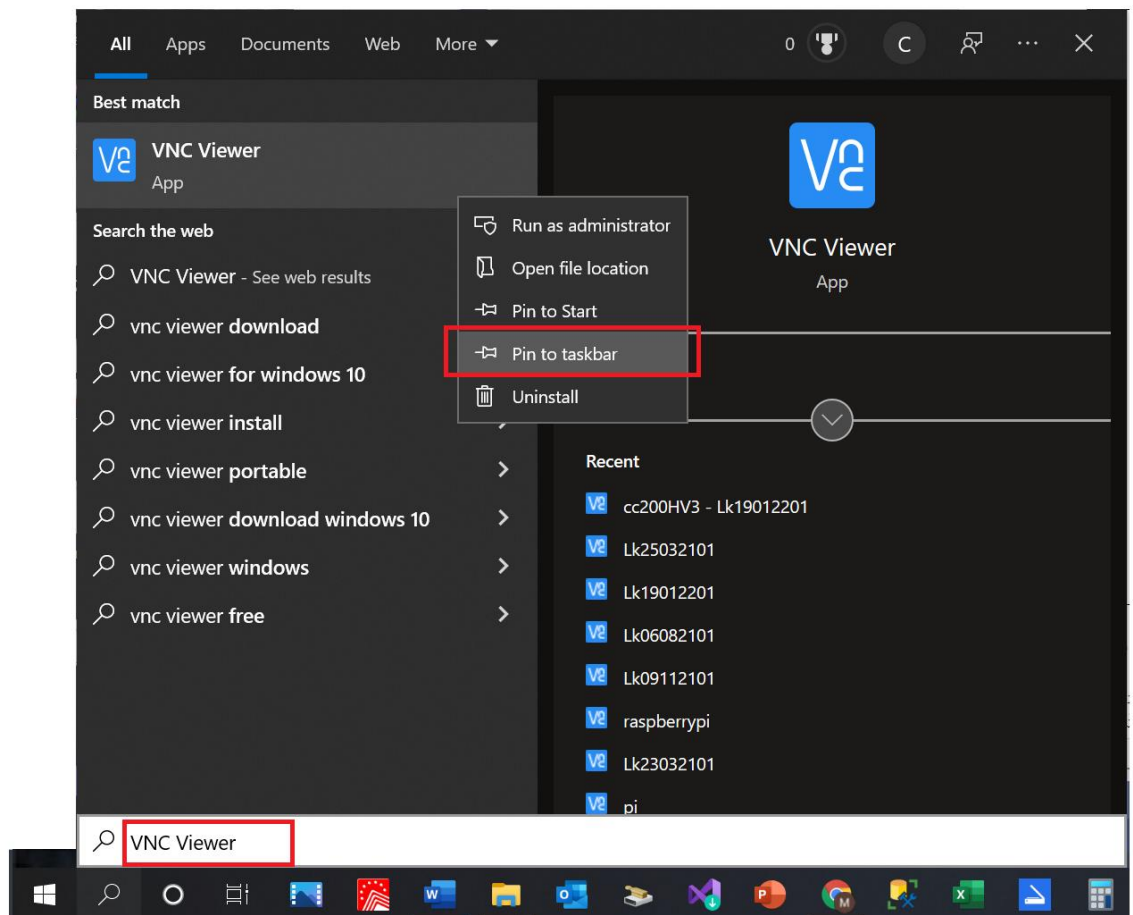 All Apps Documents Web More 0 C
Best match
VNC Viewer
App
Search the web
VNC Viewer - See web results
vnc viewer download
vnc viewer for windows 10
vnc viewer install
vnc viewer portable
vnc viewer download windows 10
vnc viewer windows
vnc viewer free
Run as administrator
Open file location
Pin to Start
Pin to taskbar
Uninstall
VNC Viewer
App
Recent
cc200HV3 - Lk19012201
Lk25032101
Lk19012201
Lk06082101
Lk09112101
raspberrypi
Lk23032101
pi
VNC Viewer